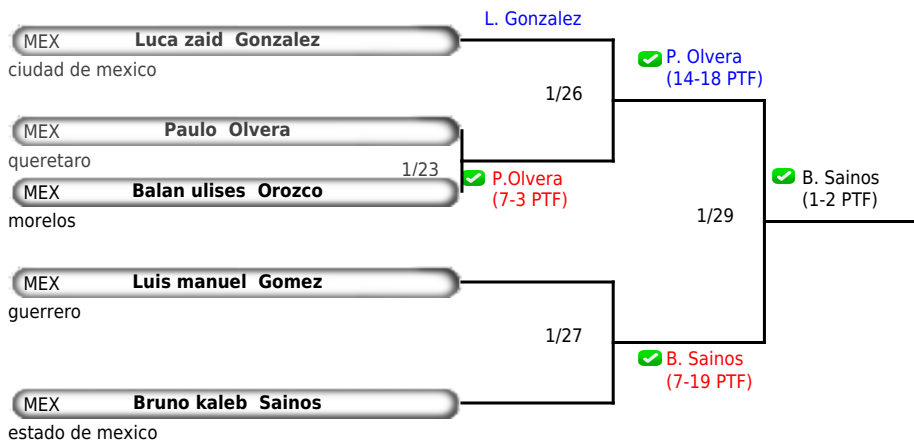 L. Gonzalez
MEX Luca zaid Gonzalez
ciudad de mexico
P. Olvera
(14-18 PTF)
1/26
MEX Paulo Olvera
queretaro
1/23
P.Olvera
(7-3 PTF)
MEX Balan ulises Orozco
morelos
B. Sainos
(1-2 PTF)
1/29
MEX Luis manuel Gomez
guerrero
1/27
B. Sainos
(7-19 PTF)
MEX Bruno kaleb Sainos
estado de mexico